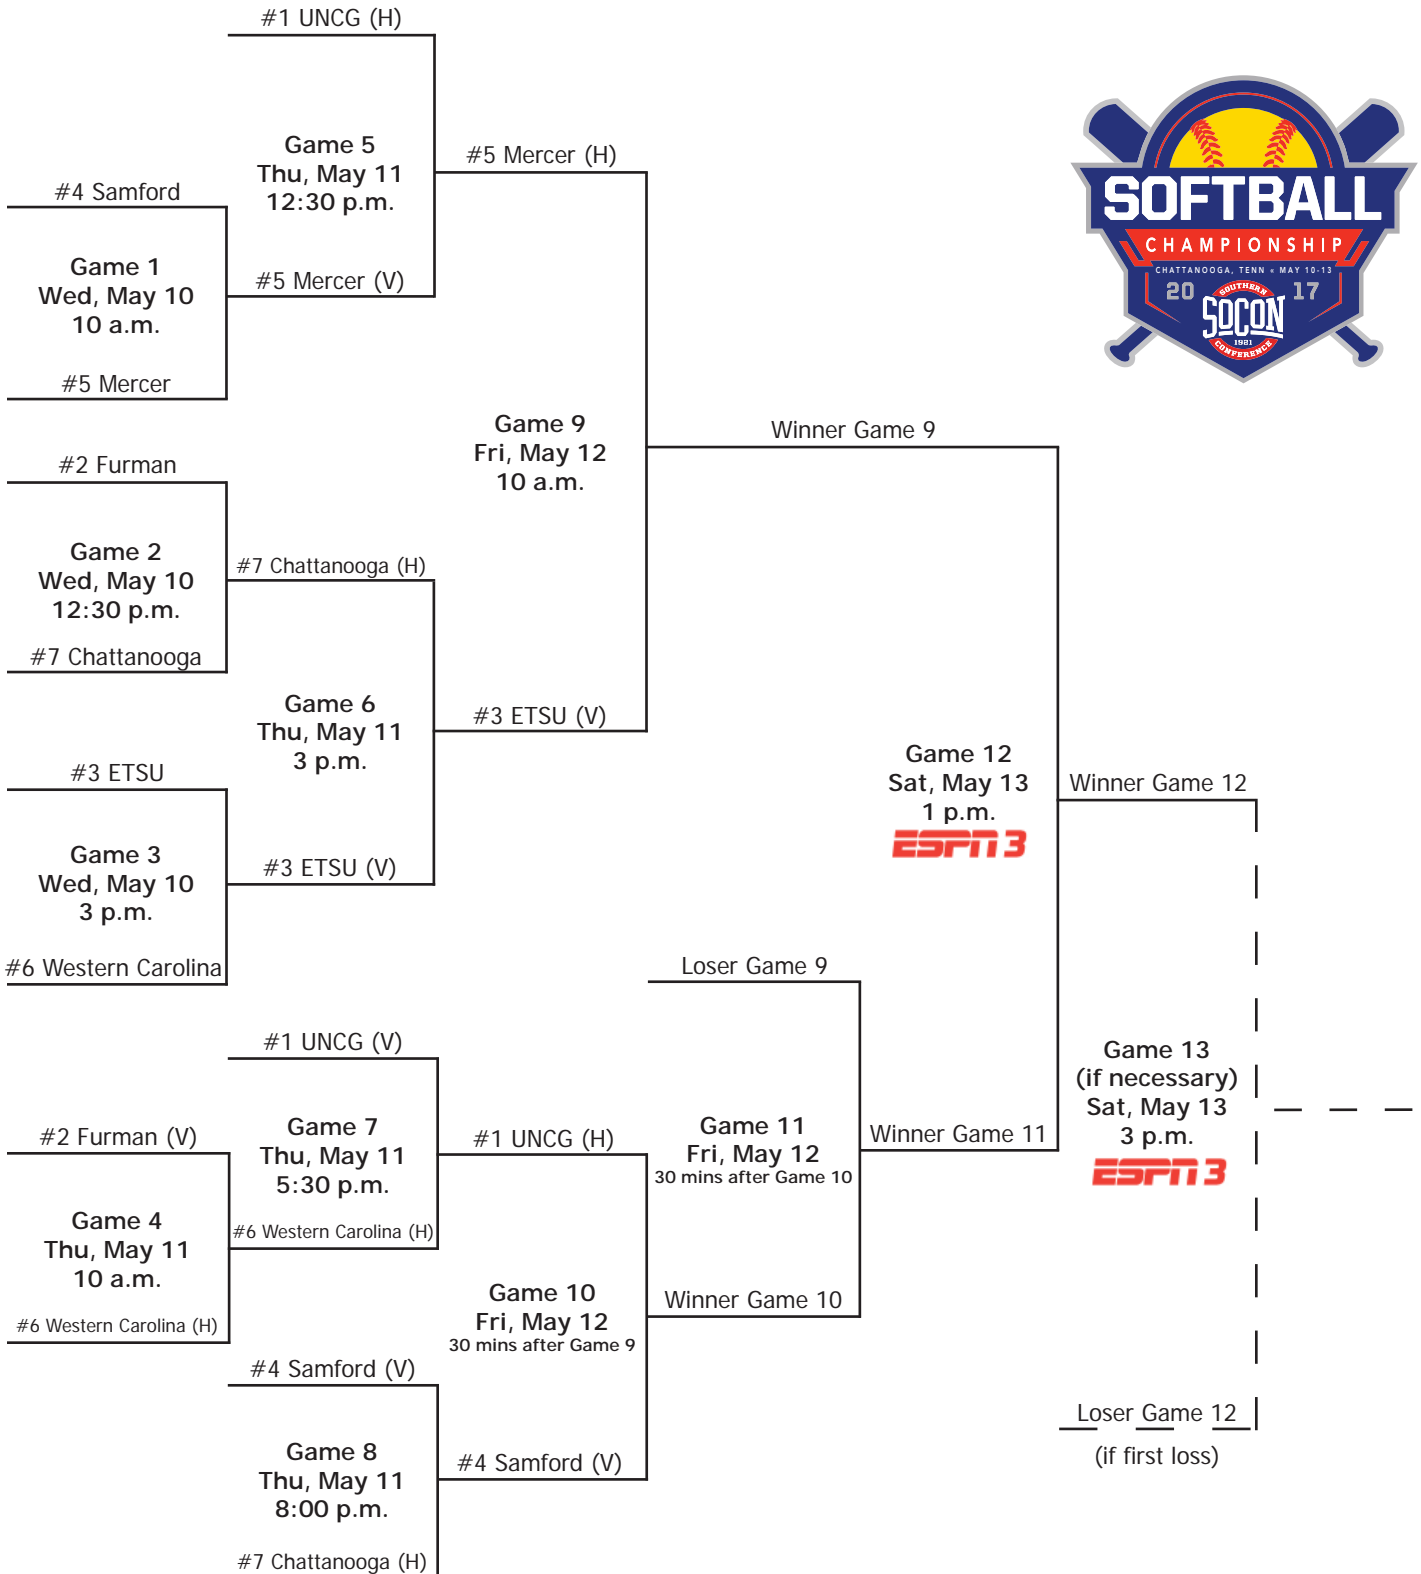 #1 UNCG (H)
Game 5
Thu, May 11
12:30 p.m.
#5 Mercer (H)
#4 Samford
Game 1
Wed, May 10
10 a.m.
#5 Mercer (V)
#5 Mercer
SOFTBALL
CHAMPIONSHIP
CHATTANOOGA, TENN • MAY 10-13
20 17
SOUTHERN
SOCON
1921
CONFERENCE
Game 9
Fri, May 12
10 a.m.
Winner Game 9
#2 Furman
Game 2
Wed, May 10
12:30 p.m.
#7 Chattanooga (H)
#7 Chattanooga
Game 6
Thu, May 11
3 p.m.
#3 ETSU (V)
#3 ETSU
Game 3
Wed, May 10
3 p.m.
#3 ETSU (V)
#6 Western Carolina
Game 12
Sat, May 13
1 p.m.
ESPN 3
Winner Game 12
Loser Game 9
#1 UNCG (V)
Game 7
Thu, May 11
5:30 p.m.
#1 UNCG (H)
#2 Furman (V)
Game 4
Thu, May 11
10 a.m.
#6 Western Carolina (H)
#6 Western Carolina (H)
Game 11
Fri, May 12
30 mins after Game 10
Winner Game 11
Game 13
(if necessary)
Sat, May 13
3 p.m.
ESPN 3
Game 10
Fri, May 12
30 mins after Game 9
Winner Game 10
#4 Samford (V)
Game 8
Thu, May 11
8:00 p.m.
#4 Samford (V)
#7 Chattanooga (H)
Loser Game 12
(if first loss)